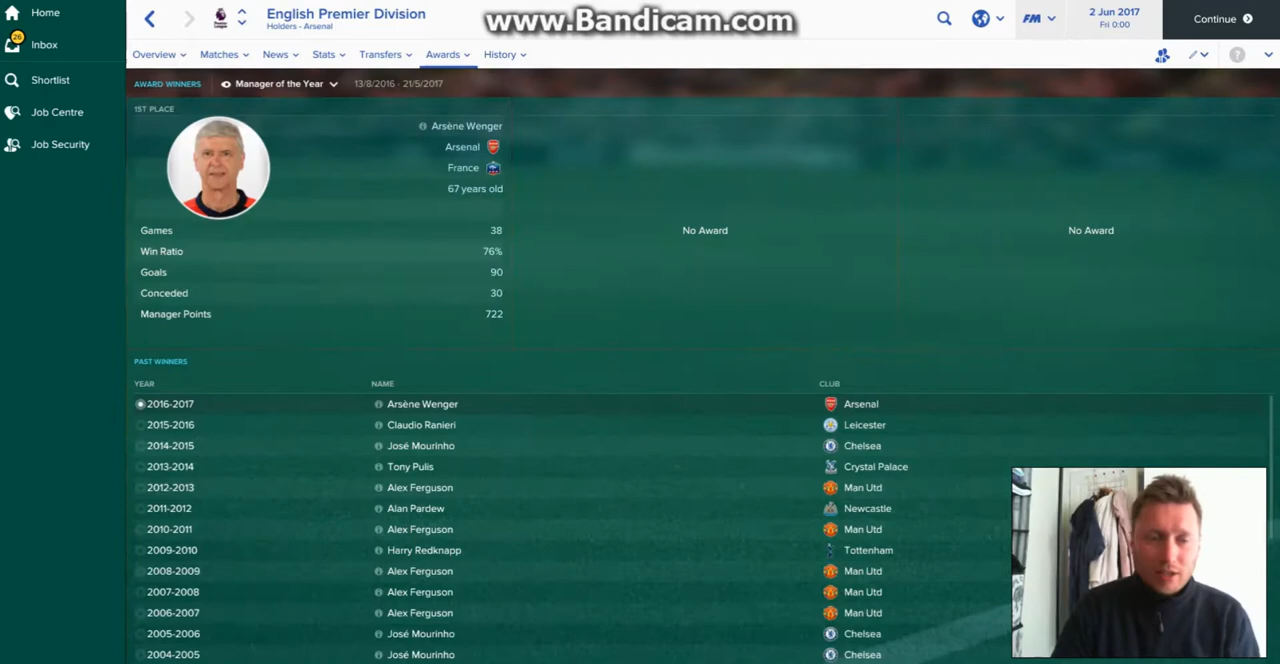 Home
English Premier Division
Holders - Arsenal
www.Bandicam.com
FM
2 Jun 2017
Fri 0:00
Continue
26
Inbox
Overview
Matches
News
Stats
Transfers
Awards
History
?
Shortlist
Job Centre
Job Security
AWARD WINNERS
Manager of the Year
13/8/2016 - 21/5/2017
1ST PLACE
Arsène Wenger
Arsenal
France
67 years old
Games 38
Win Ratio 76%
Goals 90
Conceded 30
Manager Points 722
No Award
No Award
PAST WINNERS
YEAR NAME CLUB
2016-2017 Arsène Wenger Arsenal
2015-2016 Claudio Ranieri Leicester
2014-2015 José Mourinho Chelsea
2013-2014 Tony Pulis Crystal Palace
2012-2013 Alex Ferguson Man Utd
2011-2012 Alan Pardew Newcastle
2010-2011 Alex Ferguson Man Utd
2009-2010 Harry Redknapp Tottenham
2008-2009 Alex Ferguson Man Utd
2007-2008 Alex Ferguson Man Utd
2006-2007 Alex Ferguson Man Utd
2005-2006 José Mourinho Chelsea
2004-2005 José Mourinho Chelsea